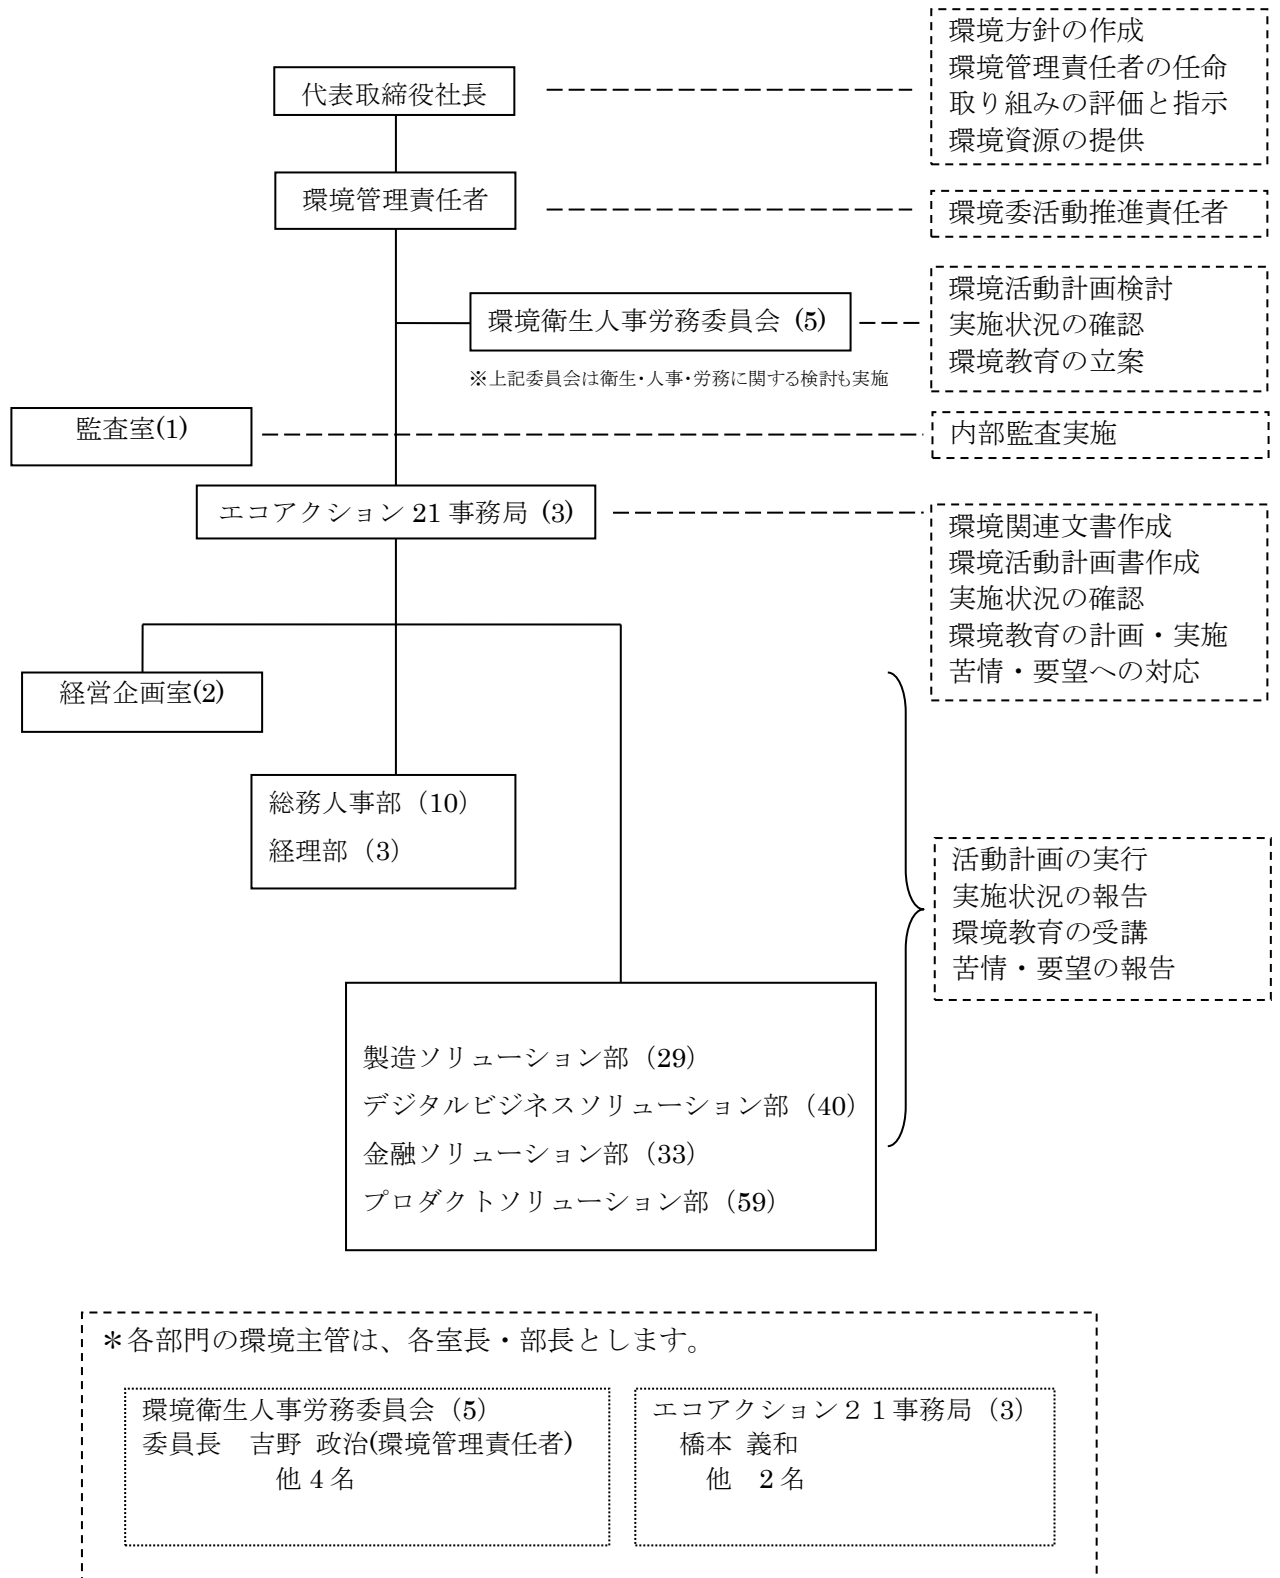 環境方針の作成
環境管理責任者の任命
取り組みの評価と指示
環境資源の提供
代表取締役社長
環境管理責任者
環境委活動推進責任者
環境衛生人事労務委員会 (5)
※上記委員会は衛生・人事・労務に関する検討も実施
環境活動計画検討
実施状況の確認
環境教育の立案
監査室(1)
内部監査実施
エコアクション 21 事務局 (3)
環境関連文書作成
環境活動計画書作成
実施状況の確認
環境教育の計画・実施
苦情・要望への対応
経営企画室(2)
総務人事部（10）
経理部（3）
活動計画の実行
実施状況の報告
環境教育の受講
苦情・要望の報告
製造ソリューション部（29）
デジタルビジネスソリューション部（40）
金融ソリューション部（33）
プロダクトソリューション部（59）
＊各部門の環境主管は、各室長・部長とします。
環境衛生人事労務委員会（5）
委員長　吉野 政治(環境管理責任者)
他 4 名
エコアクション２１事務局（3）
橋本 義和
他　2 名